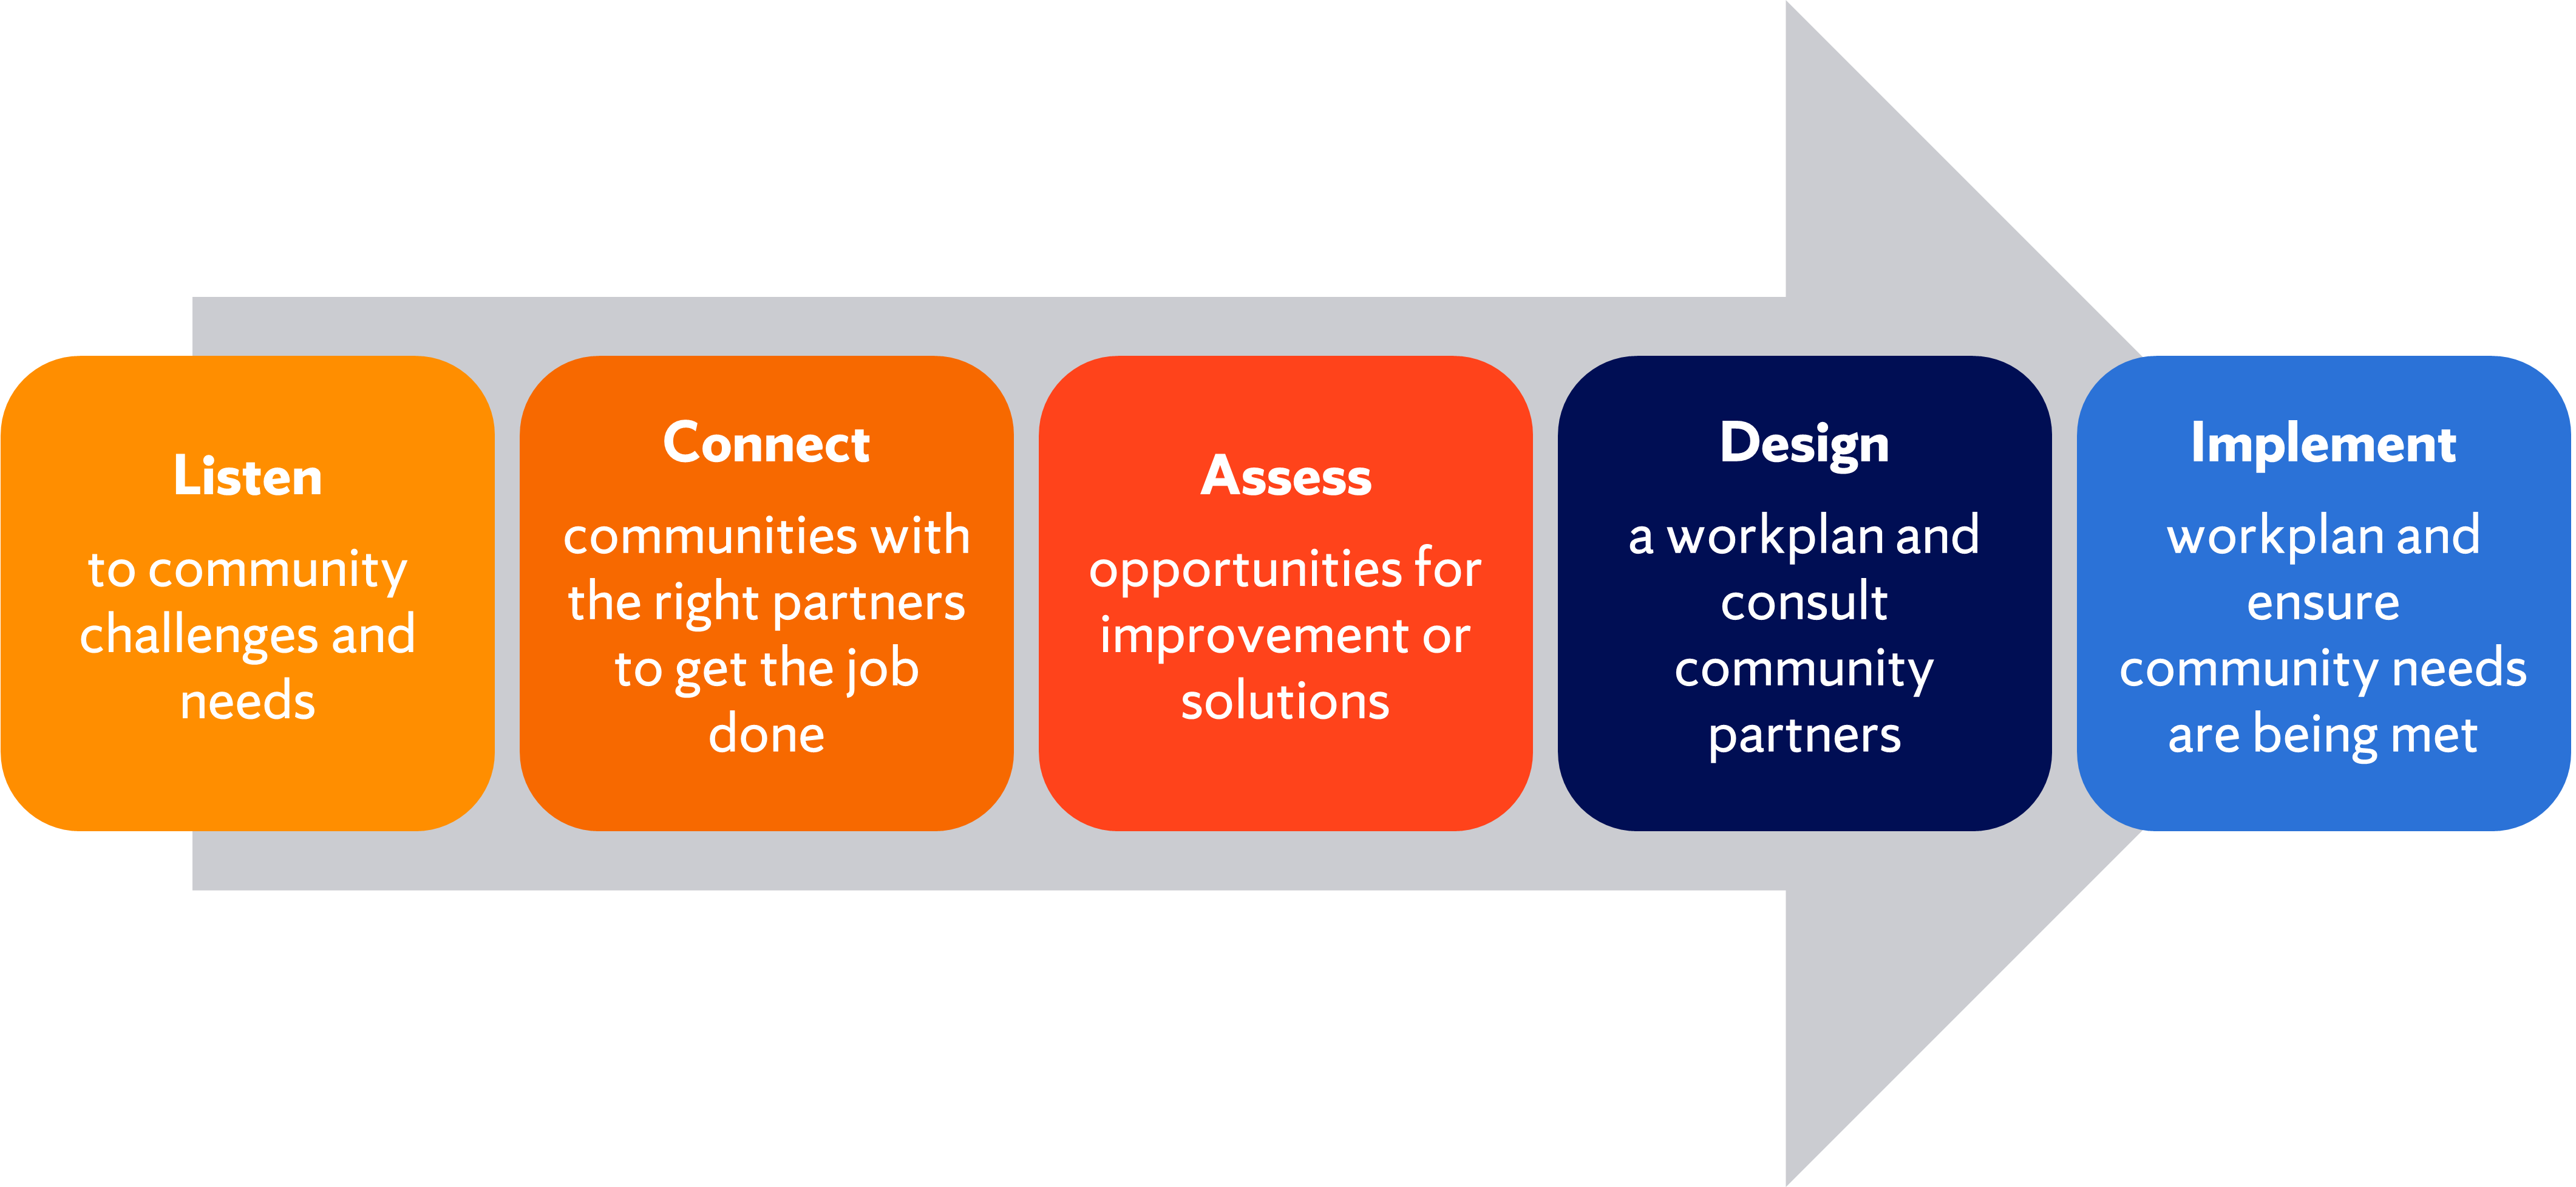 Listen
to community
challenges and
needs
Connect
communities with
the right partners
to get the job
done
Assess
opportunities for
improvement or
solutions
Design
a workplan and
consult
community
partners
Implement
workplan and
ensure
community needs
are being met